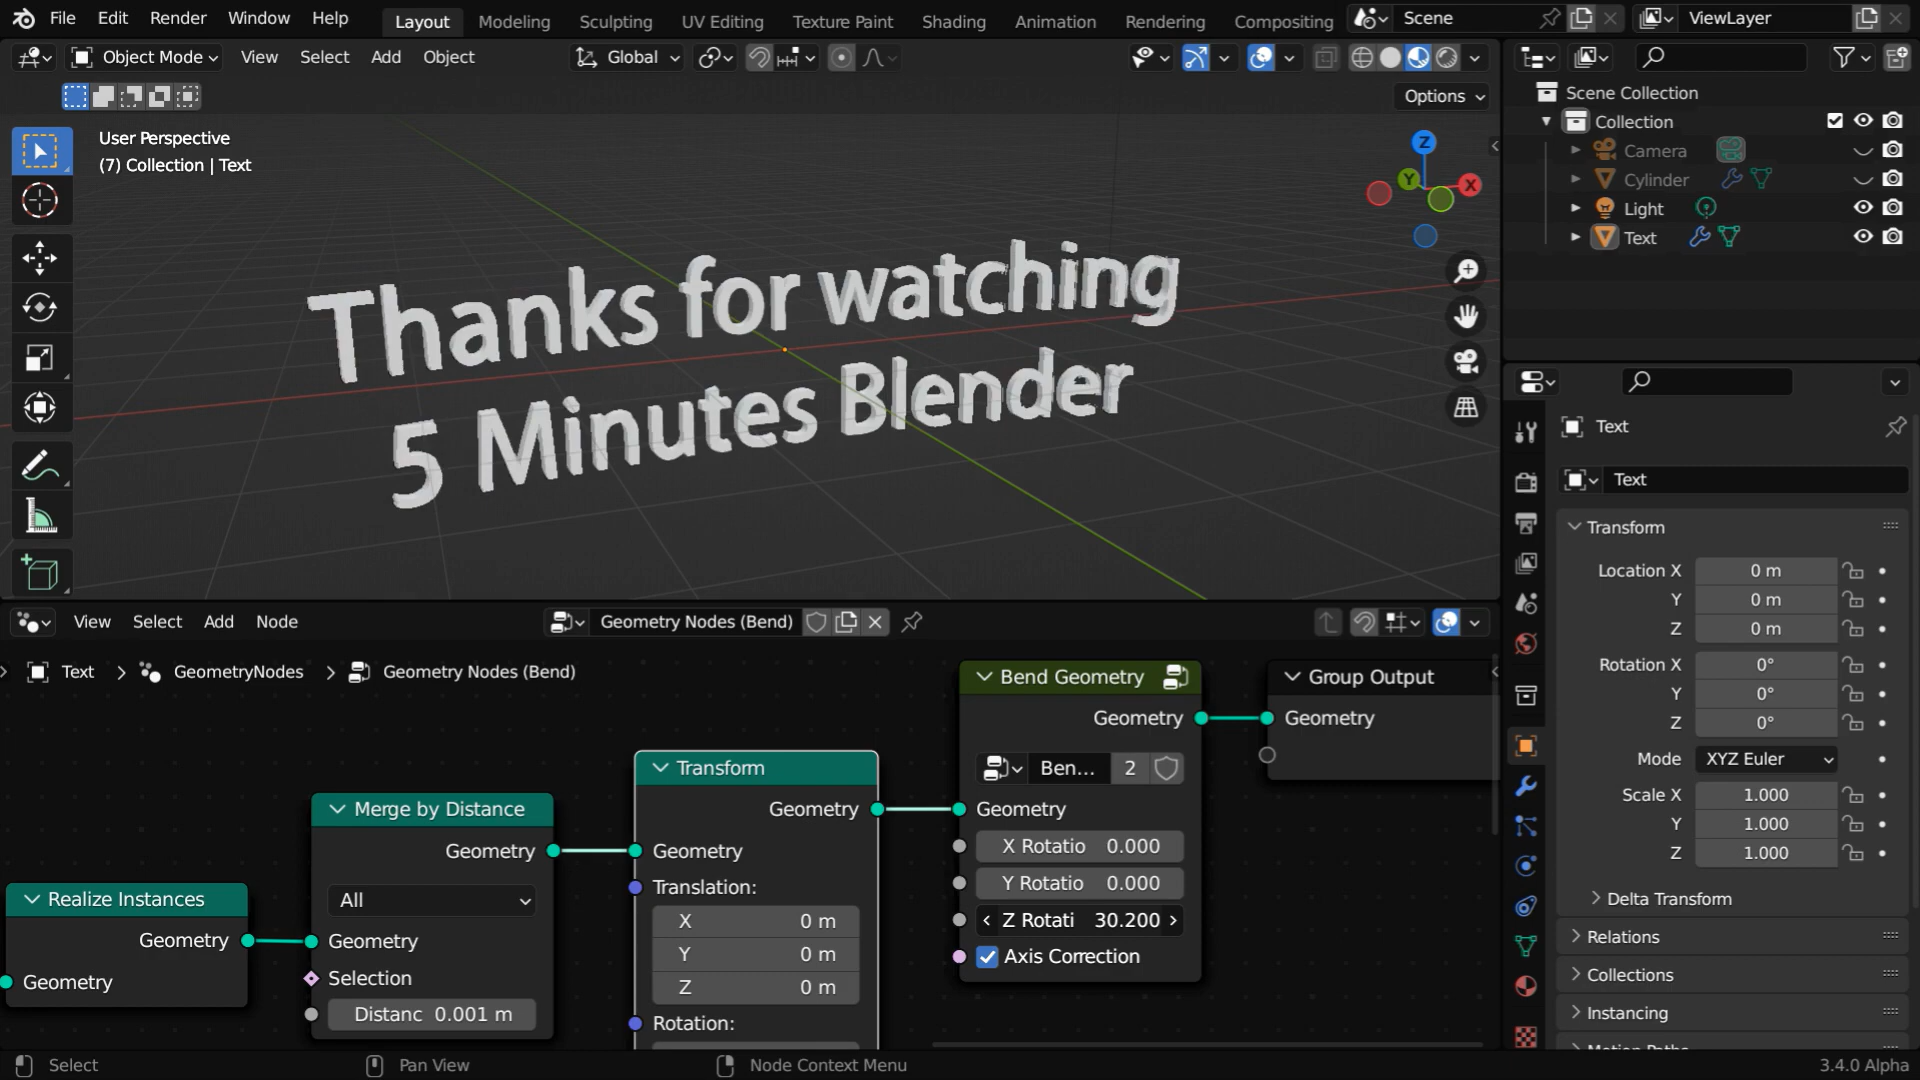 File Edit Render Window Help Layout Modeling Sculpting UV Editing Texture Paint Shading Animation Rendering Compositing Scene ViewLayer
Object Mode View Select Add Object Global
Options
User Perspective
(7) Collection | Text
Z
Y
X
Thanks for watching
5 Minutes Blender
Scene Collection
Collection
Camera
Cylinder
Light
Text
Text
Text
Transform
Location X 0 m
Y 0 m
Z 0 m
Rotation X 0°
Y 0°
Z 0°
Mode XYZ Euler
Scale X 1.000
Y 1.000
Z 1.000
Delta Transform
Relations
Collections
Instancing
View Select Add Node Geometry Nodes (Bend)
Text GeometryNodes Geometry Nodes (Bend)
Realize Instances
Geometry
Geometry
Merge by Distance
Geometry
All
Geometry
Selection
Distanc 0.001 m
Transform
Geometry
Geometry
Translation:
X 0 m
Y 0 m
Z 0 m
Rotation:
Bend Geometry
Geometry
Ben... 2
Geometry
X Rotatio 0.000
Y Rotatio 0.000
Z Rotati 30.200
Axis Correction
Group Output
Geometry
Select Pan View Node Context Menu 3.4.0 Alpha